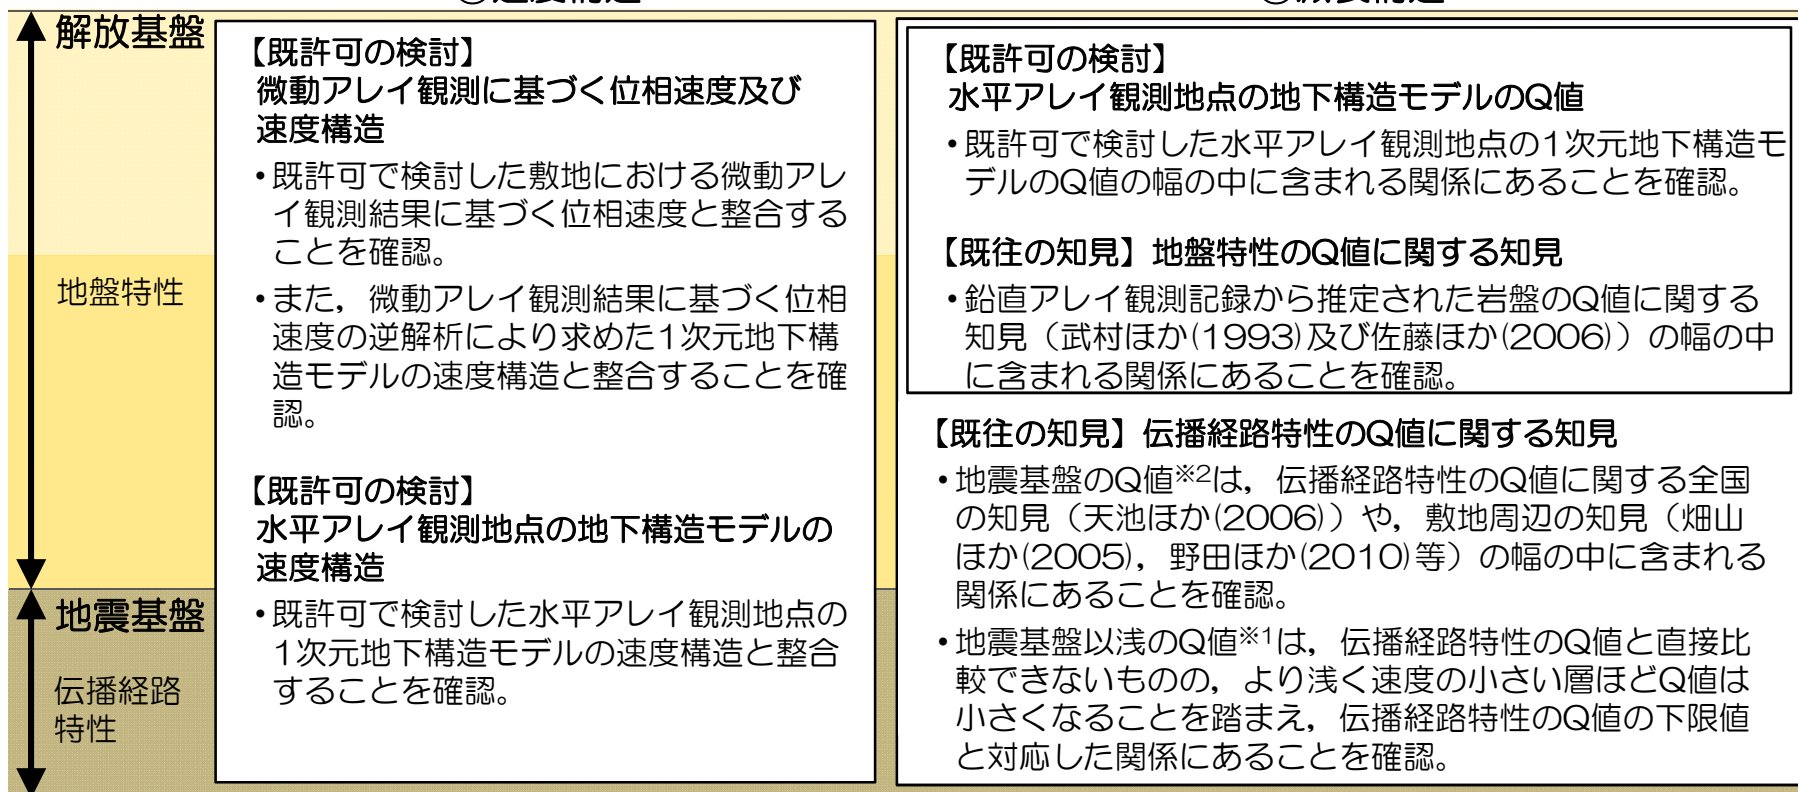 解放基盤
地盤特性
地震基盤
伝播経路
特性
【既許可の検討】
微動アレイ観測に基づく位相速度及び
速度構造
•既許可で検討した敷地における微動アレ
イ観測結果に基づく位相速度と整合する
ことを確認。
•また，微動アレイ観測結果に基づく位相
速度の逆解析により求めた1次元地下構
造モデルの速度構造と整合することを確
認。
【既許可の検討】
水平アレイ観測地点の地下構造モデルの
速度構造
•既許可で検討した水平アレイ観測地点の
1次元地下構造モデルの速度構造と整合
することを確認。
【既許可の検討】
水平アレイ観測地点の地下構造モデルのQ値
•既許可で検討した水平アレイ観測地点の1次元地下構造モ
デルのQ値の幅の中に含まれる関係にあることを確認。
【既往の知見】地盤特性のQ値に関する知見
•鉛直アレイ観測記録から推定された岩盤のQ値に関する
知見（武村ほか(1993)及び佐藤ほか(2006)）の幅の中
に含まれる関係にあることを確認。
【既往の知見】伝播経路特性のQ値に関する知見
•地震基盤のQ値※2は，伝播経路特性のQ値に関する全国
の知見（天池ほか(2006)）や，敷地周辺の知見（畑山
ほか(2005)，野田ほか(2010)等）の幅の中に含まれる
関係にあることを確認。
•地震基盤以浅のQ値※1は，伝播経路特性のQ値と直接比
較できないものの，より浅く速度の小さい層ほどQ値は
小さくなることを踏まえ，伝播経路特性のQ値の下限値
と対応した関係にあることを確認。